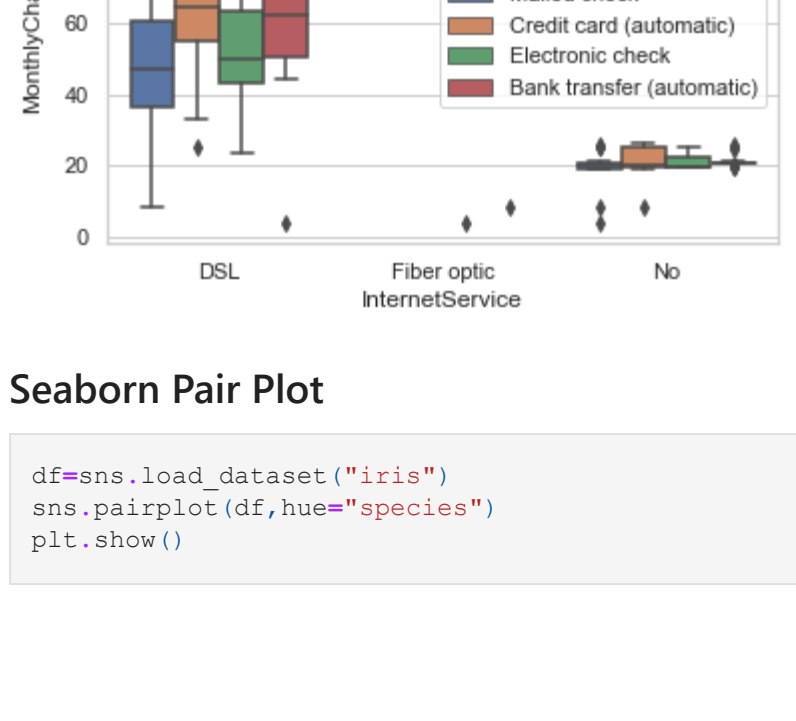 MonthlyCha
60
40
20
0
Credit card (automatic)
Electronic check
Bank transfer (automatic)
DSL
Fiber optic
No
InternetService
Seaborn Pair Plot
df=sns.load_dataset("iris")
sns.pairplot(df,hue="species")
plt.show()